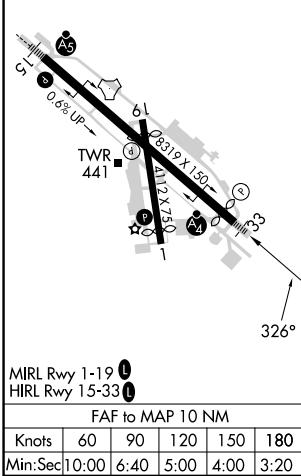 A5
15
P
0.6% UP
P
19
8319 X 150
TWR
441
4112 X 75
P
P
A4
33
1
326°
MIRL Rwy 1-19 L
HIRL Rwy 15-33 L
FAF to MAP 10 NM
Knots 60 90 120 150 180
Min:Sec 10:00 6:40 5:00 4:00 3:20